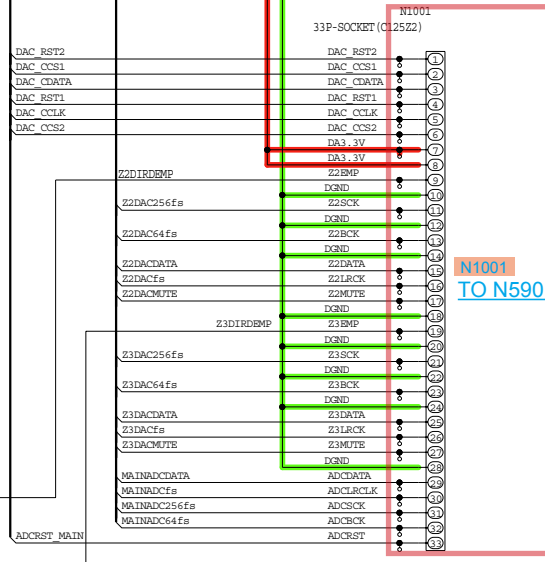 N1001
33P-SOCKET(C125Z2)
DAC_RST2 DAC_RST2 1
DAC_CCS1 DAC_CCS1 2
DAC_CDATA DAC_CDATA 3
DAC_RST1 DAC_RST1 4
DAC_CCLK DAC_CCLK 5
DAC_CCS2 DAC_CCS2 6
DA3.3V 7
DA3.3V 8
Z2DIRDEMP Z2EMP 9
DGND 10
Z2DAC256fs Z2SCK 11
DGND 12
Z2DAC64fs Z2BCK 13
DGND 14
Z2DACDATA Z2DATA 15
N1001
Z2DACfs Z2LRCK 16
TO N590
Z2DACMUTE Z2MUTE 17
DGND 18
Z3DIRDEMP Z3EMP 19
DGND 20
Z3DAC256fs Z3SCK 21
DGND 22
Z3DAC64fs Z3BCK 23
DGND 24
Z3DACDATA Z3DATA 25
Z3DACfs Z3LRCK 26
Z3DACMUTE Z3MUTE 27
DGND 28
MAINADCDATA ADCDATA 29
MAINADCfs ADCLRCLK 30
MAINADC256fs ADCSCK 31
MAINADC64fs ADCBCK 32
ADCRST_MAIN ADCRST 33